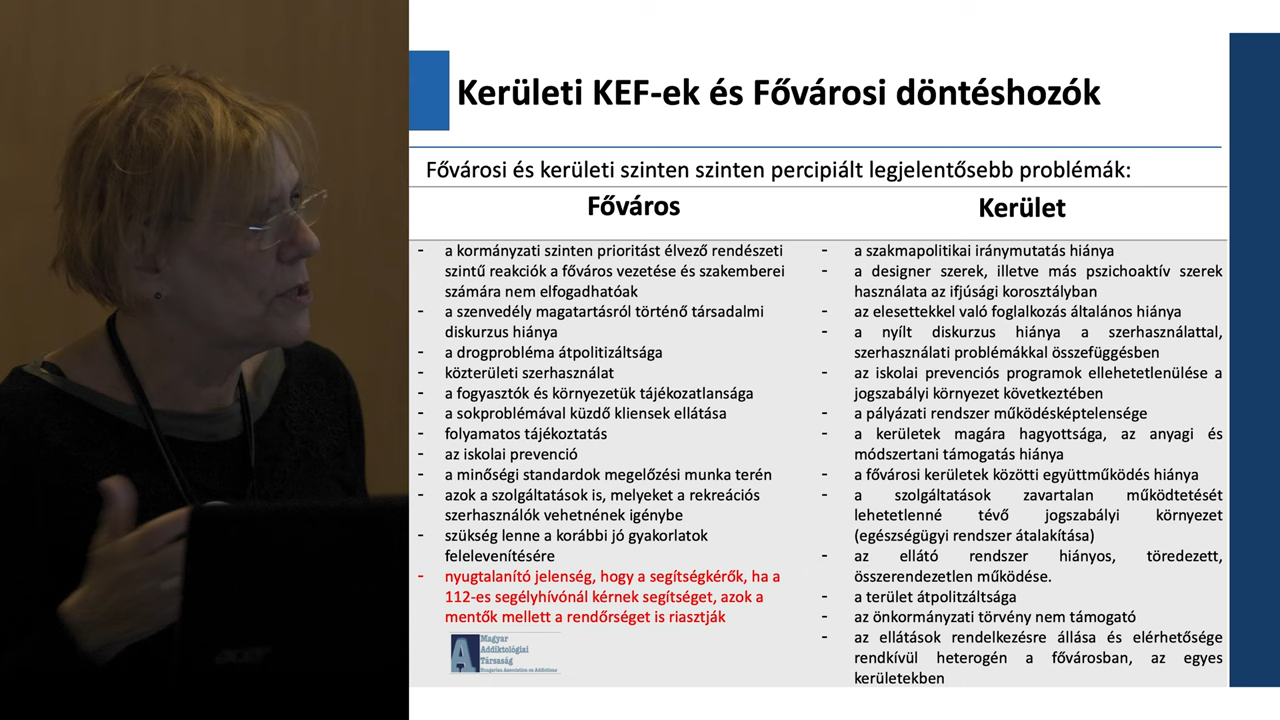 Kerületi KEF-ek és Fővárosi döntéshozók
Fővárosi és kerületi szinten szinten percipiált legjelentősebb problémák:
Főváros
- a kormányzati szinten prioritást élvező rendészeti
szintű reakciók a főváros vezetése és szakemberei
számára nem elfogadhatóak
- a szenvedély magatartásról történő társadalmi
diskurzus hiánya
- a drogprobléma átpolitizáltsága
- közterületi szerhasználat
- a fogyasztók és környezetük tájékozatlansága
- a sokproblémával küzdő kliensek ellátása
- folyamatos tájékoztatás
- az iskolai prevenció
- a minőségi standardok megelőzési munka terén
- azok a szolgáltatások is, melyeket a rekreációs
szerhasználók vehetnének igénybe
- szükség lenne a korábbi jó gyakorlatok
felelevenítésére
- nyugtalanító jelenség, hogy a segítségkérők, ha a
112-es segélyhívónál kérnek segítséget, azok a
mentők mellett a rendőrséget is riasztják
A
Magyar
Addiktológiai
Társaság
Hungarian Association on Addictions
Kerület
- a szakmapolitikai iránymutatás hiánya
- a designer szerek, illetve más pszichoaktív szerek
használata az ifjúsági korosztályban
- az elesettekkel való foglalkozás általános hiánya
- a nyílt diskurzus hiánya a szerhasználattal,
szerhasználati problémákkal összefüggésben
- az iskolai prevenciós programok ellehetetlenülése a
jogszabályi környezet következtében
- a pályázati rendszer működésképtelensége
- a kerületek magára hagyottsága, az anyagi és
módszertani támogatás hiánya
- a fővárosi kerületek közötti együttműködés hiánya
- a szolgáltatások zavartalan működtetését
lehetetlenné tévő jogszabályi környezet
(egészségügyi rendszer átalakítása)
- az ellátó rendszer hiányos, töredezett,
összerendezetlen működése.
- a terület átpolitzáltsága
- az önkormányzati törvény nem támogató
- az ellátások rendelkezésre állása és elérhetősége
rendkívül heterogén a fővárosban, az egyes
kerületekben